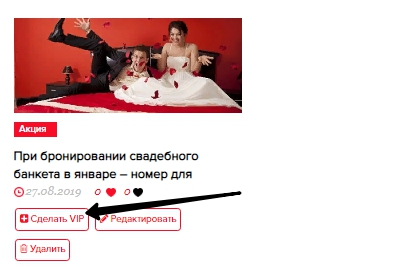 Акция
При бронировании свадебного
банкета в январе – номер для
27.08.2019 0 0
Сделать VIP Редактировать
Удалить